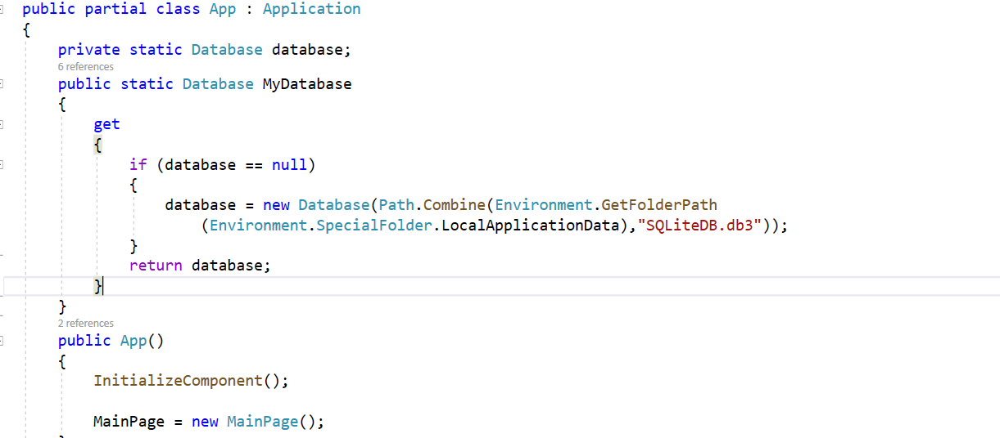 public partial class App : Application
{
private static Database database;
6 references
public static Database MyDatabase
{
get
{
if (database == null)
{
database = new Database(Path.Combine(Environment.GetFolderPath
(Environment.SpecialFolder.LocalApplicationData),"SQLiteDB.db3"));
}
return database;
}
}
2 references
public App()
{
InitializeComponent();
MainPage = new MainPage();